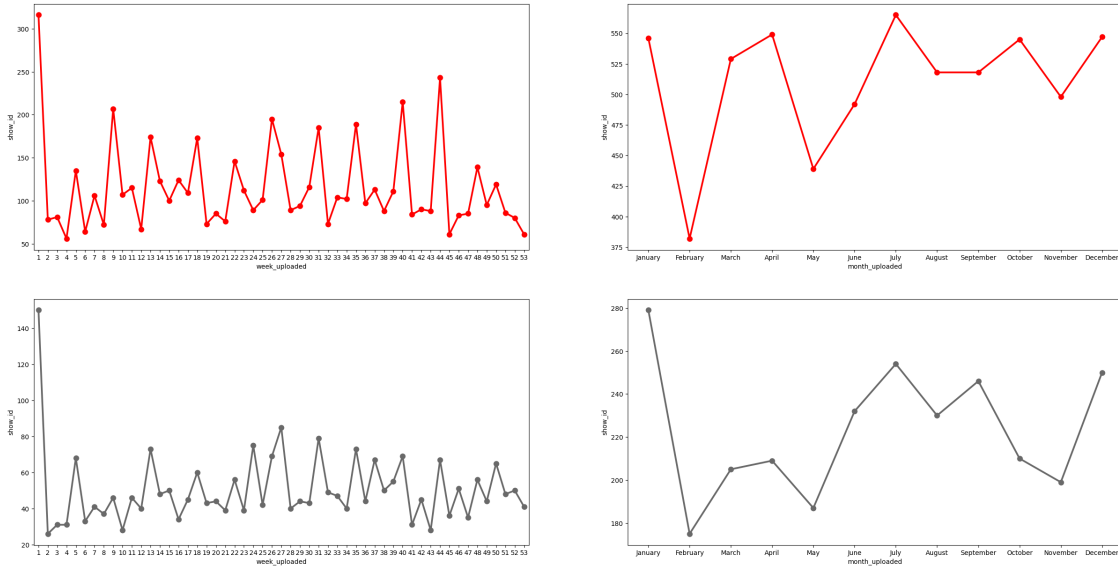 300
250
200
150
100
50
show_id
1 2 3 4 5 6 7 8 9 10 11 12 13 14 15 16 17 18 19 20 21 22 23 24 25 26 27 28 29 30 31 32 33 34 35 36 37 38 39 40 41 42 43 44 45 46 47 48 49 50 51 52 53
week_uploaded
550
525
500
475
450
425
400
375
show_id
January February March April May June July August September October November December
month_uploaded
140
120
100
80
60
40
20
show_id
1 2 3 4 5 6 7 8 9 10 11 12 13 14 15 16 17 18 19 20 21 22 23 24 25 26 27 28 29 30 31 32 33 34 35 36 37 38 39 40 41 42 43 44 45 46 47 48 49 50 51 52 53
week_uploaded
280
260
240
220
200
180
show_id
January February March April May June July August September October November December
month_uploaded